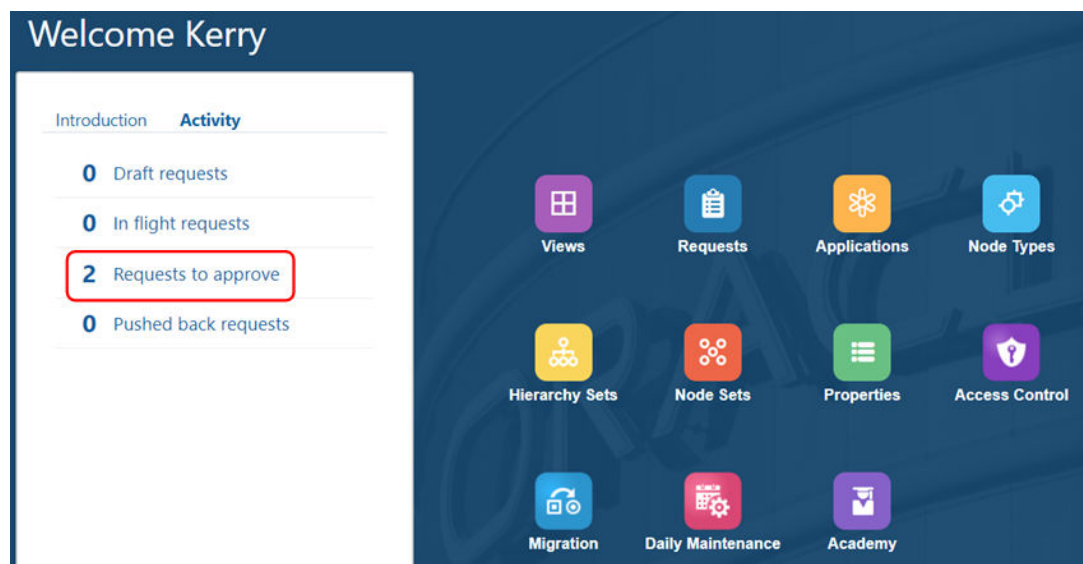 Welcome Kerry
Introduction Activity
0 Draft requests
0 In flight requests
2 Requests to approve
0 Pushed back requests
Views Requests Applications Node Types
Hierarchy Sets Node Sets Properties Access Control
Migration Daily Maintenance Academy
ORACL